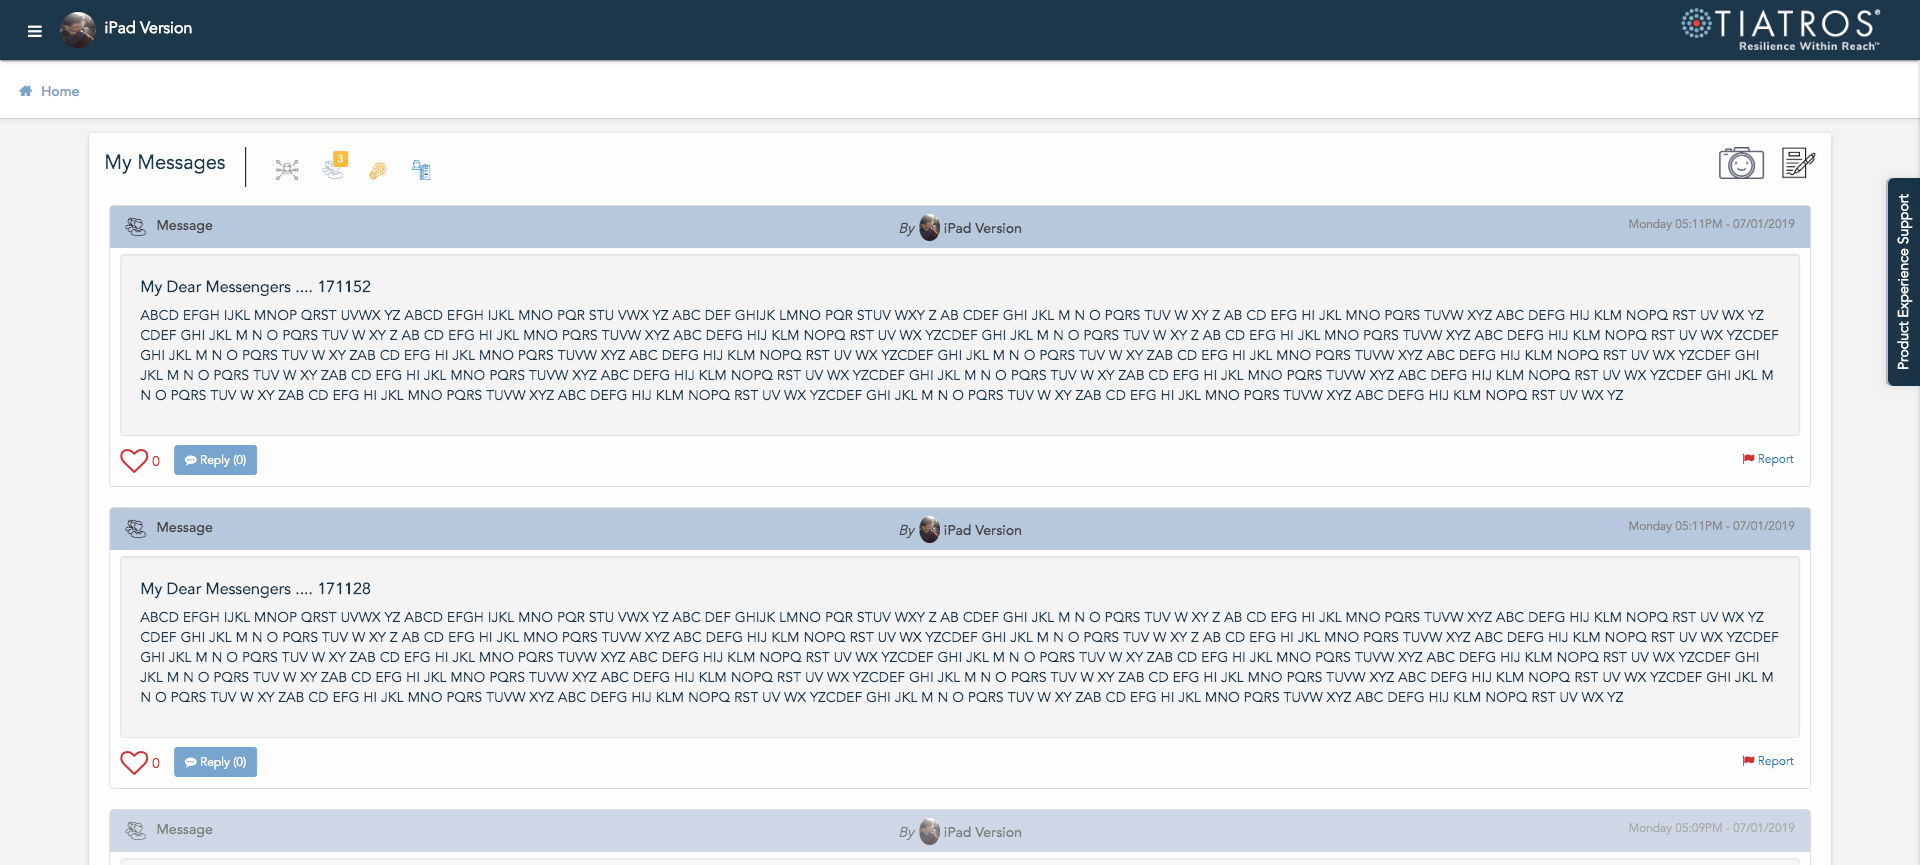 iPad Version
TIATROS®
Resilience Within Reach™
Home
My Messages
3
Product Experience Support
Message
By iPad Version
Monday 05:11PM - 07/01/2019
My Dear Messengers .... 171152
ABCD EFGH IJKL MNOP QRST UVWX YZ ABCD EFGH IJKL MNO PQR STU VWX YZ ABC DEF GHIJK LMNO PQR STUV WXY Z AB CDEF GHI JKL M N O PQRS TUV W XY Z AB CD EFG HI JKL MNO PQRS TUVW XYZ ABC DEFG HIJ KLM NOPQ RST UV WX YZ
CDEF GHI JKL M N O PQRS TUV W XY Z AB CD EFG HI JKL MNO PQRS TUVW XYZ ABC DEFG HIJ KLM NOPQ RST UV WX YZCDEF GHI JKL M N O PQRS TUV W XY Z AB CD EFG HI JKL MNO PQRS TUVW XYZ ABC DEFG HIJ KLM NOPQ RST UV WX YZCDEF
GHI JKL M N O PQRS TUV W XY ZAB CD EFG HI JKL MNO PQRS TUVW XYZ ABC DEFG HIJ KLM NOPQ RST UV WX YZCDEF GHI JKL M N O PQRS TUV W XY ZAB CD EFG HI JKL MNO PQRS TUVW XYZ ABC DEFG HIJ KLM NOPQ RST UV WX YZCDEF GHI
JKL M N O PQRS TUV W XY ZAB CD EFG HI JKL MNO PQRS TUVW XYZ ABC DEFG HIJ KLM NOPQ RST UV WX YZCDEF GHI JKL M N O PQRS TUV W XY ZAB CD EFG HI JKL MNO PQRS TUVW XYZ ABC DEFG HIJ KLM NOPQ RST UV WX YZCDEF GHI JKL M
N O PQRS TUV W XY ZAB CD EFG HI JKL MNO PQRS TUVW XYZ ABC DEFG HIJ KLM NOPQ RST UV WX YZCDEF GHI JKL M N O PQRS TUV W XY ZAB CD EFG HI JKL MNO PQRS TUVW XYZ ABC DEFG HIJ KLM NOPQ RST UV WX YZ
0
Reply (0)
Report
Message
By iPad Version
Monday 05:11PM - 07/01/2019
My Dear Messengers .... 171128
ABCD EFGH IJKL MNOP QRST UVWX YZ ABCD EFGH IJKL MNO PQR STU VWX YZ ABC DEF GHIJK LMNO PQR STUV WXY Z AB CDEF GHI JKL M N O PQRS TUV W XY Z AB CD EFG HI JKL MNO PQRS TUVW XYZ ABC DEFG HIJ KLM NOPQ RST UV WX YZ
CDEF GHI JKL M N O PQRS TUV W XY Z AB CD EFG HI JKL MNO PQRS TUVW XYZ ABC DEFG HIJ KLM NOPQ RST UV WX YZCDEF GHI JKL M N O PQRS TUV W XY Z AB CD EFG HI JKL MNO PQRS TUVW XYZ ABC DEFG HIJ KLM NOPQ RST UV WX YZCDEF
GHI JKL M N O PQRS TUV W XY ZAB CD EFG HI JKL MNO PQRS TUVW XYZ ABC DEFG HIJ KLM NOPQ RST UV WX YZCDEF GHI JKL M N O PQRS TUV W XY ZAB CD EFG HI JKL MNO PQRS TUVW XYZ ABC DEFG HIJ KLM NOPQ RST UV WX YZCDEF GHI
JKL M N O PQRS TUV W XY ZAB CD EFG HI JKL MNO PQRS TUVW XYZ ABC DEFG HIJ KLM NOPQ RST UV WX YZCDEF GHI JKL M N O PQRS TUV W XY ZAB CD EFG HI JKL MNO PQRS TUVW XYZ ABC DEFG HIJ KLM NOPQ RST UV WX YZCDEF GHI JKL M
N O PQRS TUV W XY ZAB CD EFG HI JKL MNO PQRS TUVW XYZ ABC DEFG HIJ KLM NOPQ RST UV WX YZCDEF GHI JKL M N O PQRS TUV W XY ZAB CD EFG HI JKL MNO PQRS TUVW XYZ ABC DEFG HIJ KLM NOPQ RST UV WX YZ
0
Reply (0)
Report
Message
By iPad Version
Monday 05:09PM - 07/01/2019